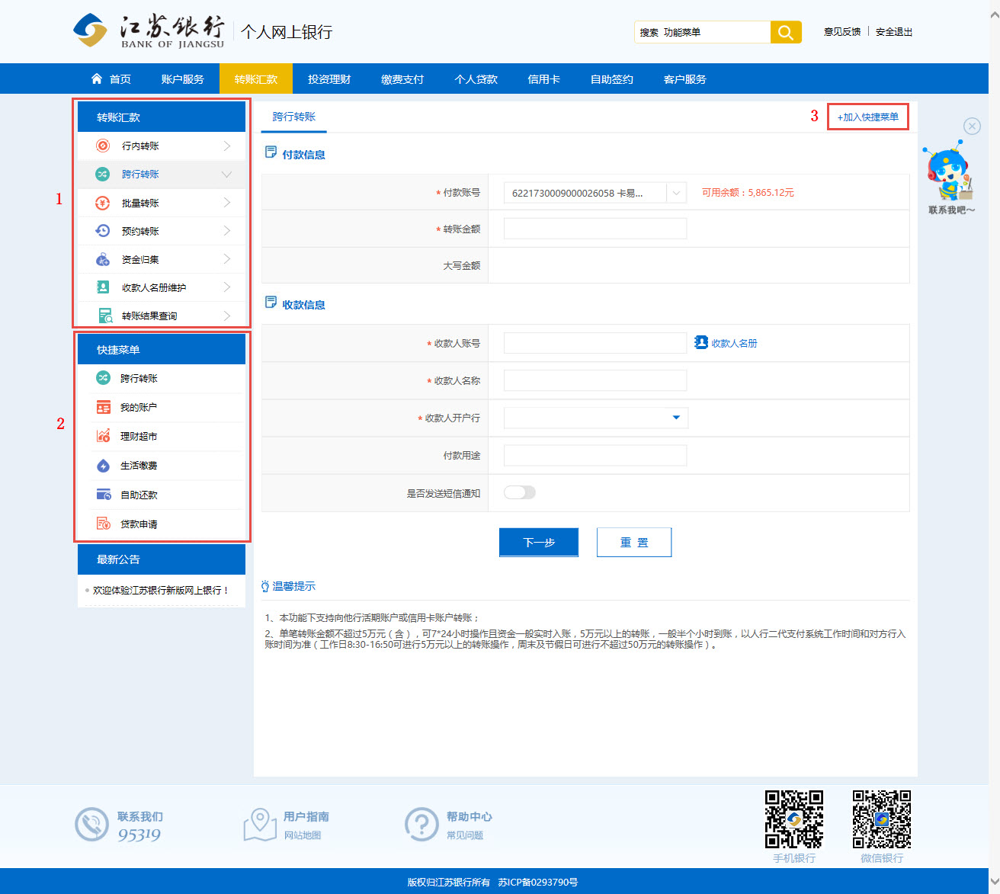 江苏银行
BANK OF JIANGSU
个人网上银行
搜索 功能菜单
意见反馈 安全退出
首页 账户服务 转账汇款 投资理财 缴费支付 个人贷款 信用卡 自助签约 客户服务
转账汇款
行内转账
跨行转账
批量转账
预约转账
资金归集
收款人名册维护
转账结果查询
1
快捷菜单
跨行转账
我的账户
理财超市
生活缴费
自助还款
贷款申请
2
最新公告
欢迎体验江苏银行新版网上银行！
跨行转账
3
+加入快捷菜单
联系我吧～
付款信息
* 付款账号 6221730009000026058 卡易... 可用余额：5,865.12元
* 转账金额
大写金额
收款信息
* 收款人账号 收款人名册
* 收款人名称
* 收款人开户行
付款用途
是否发送短信通知
下一步 重 置
温馨提示
1、本功能下支持向他行活期账户或信用卡账户转账；
2、单笔转账金额不超过5万元（含），可7*24小时操作且资金一般实时入账，5万元以上的转账，一般半个小时到账，以人行二代支付系统工作时间和对方行入
账时间为准（工作日8:30-16:50可进行5万元以上的转账操作，周末及节假日可进行不超过50万元的转账操作）。
联系我们
95319
用户指南
网站地图
帮助中心
常见问题
手机银行 微信银行
版权归江苏银行所有 苏ICP备0293790号